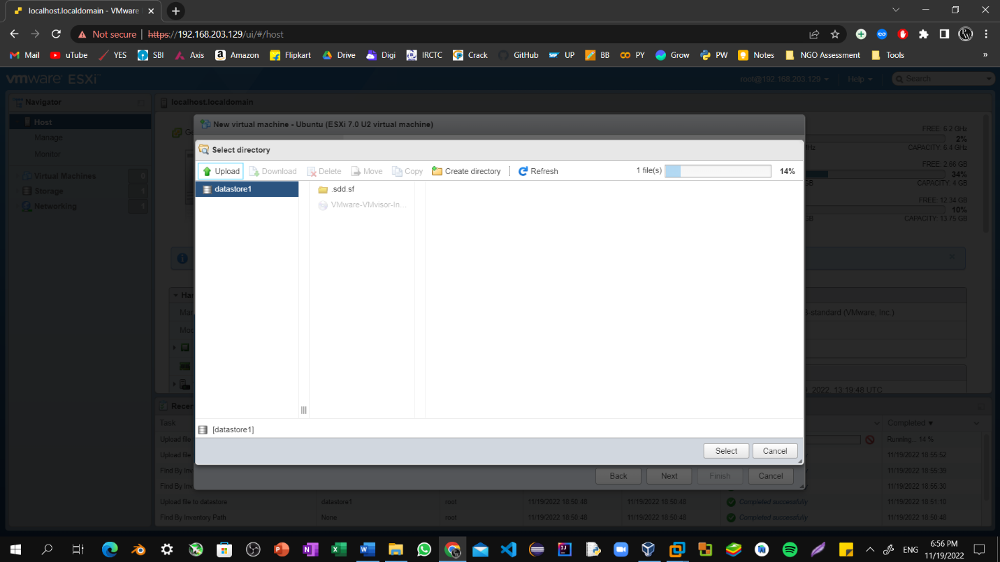 localhost.localdomain - VMware
Not secure | https://192.168.203.129/ui/#/host
Mail uTube YES SBI Axis Amazon Flipkart Drive Digi IRCTC Crack GitHub UP BB PY Grow PW Notes NGO Assessment Tools »
vmware ESXi
root@192.168.203.129 Help Search
Navigator
localhost.localdomain
Host
Manage
Monitor
Virtual Machines 0
Storage 1
Networking 1
New virtual machine - Ubuntu (ESXi 7.0 U2 virtual machine)
FREE: 6.2 GHz
2%
CAPACITY: 6.4 GHz
FREE: 2.66 GB
34%
CAPACITY: 4 GB
FREE: 12.34 GB
10%
CAPACITY: 13.75 GB
Select directory
Upload Download Delete Move Copy Create directory Refresh 1 file(s) 14%
datastore1 .sdd.sf
VMware-VMvisor-In...
-standard (VMware, Inc.)
, 2022, 13:19:48 UTC
[datastore1]
Select Cancel
Back Next Finish Cancel
Task Completed
Upload file Running... 14 %
Upload file 11/19/2022 18:55:52
Find By Inv 11/19/2022 18:55:39
Find By Inv 11/19/2022 18:55:30
Upload file to datastore datastore1 root 11/19/2022 18:50:48 11/19/2022 18:50:48 Completed successfully 11/19/2022 18:51:10
Find By Inventory Path None root 11/19/2022 18:50:48 11/19/2022 18:50:48 Completed successfully 11/19/2022 18:50:48
ENG
6:56 PM
11/19/2022